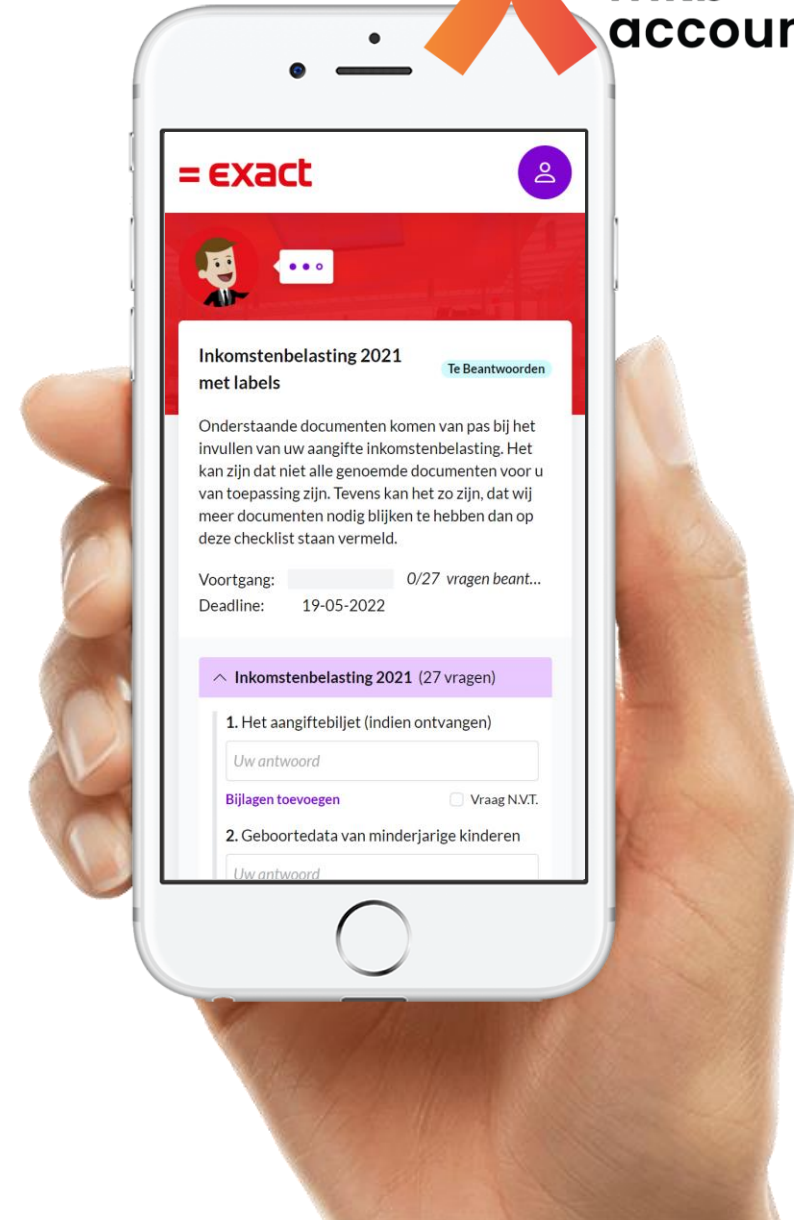 accour
= exact
Inkomstenbelasting 2021
met labels
Te Beantwoorden
Onderstaande documenten komen van pas bij het
invullen van uw aangifte inkomstenbelasting. Het
kan zijn dat niet alle genoemde documenten voor u
van toepassing zijn. Tevens kan het zo zijn, dat wij
meer documenten nodig blijken te hebben dan op
deze checklist staan vermeld.
Voortgang: 0/27 vragen beant...
Deadline: 19-05-2022
Inkomstenbelasting 2021 (27 vragen)
1. Het aangiftebiljet (indien ontvangen)
Uw antwoord
Bijlagen toevoegen Vraag N.V.T.
2. Geboortedata van minderjarige kinderen
Uw antwoord